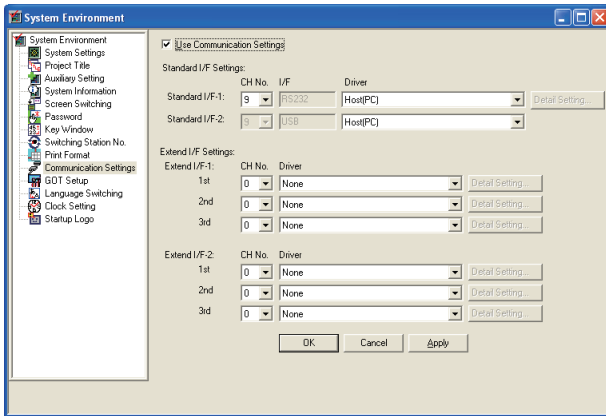 System Environment
System Environment
System Settings
Project Title
Auxiliary Setting
System Information
Screen Switching
Password
Key Window
Switching Station No.
Print Format
Communication Settings
GOT Setup
Language Switching
Clock Setting
Startup Logo
Use Communication Settings
Standard I/F Settings:
CH No. I/F Driver
Standard I/F-1: 9 RS232 Host(PC) Detail Setting...
Standard I/F-2: 9 USB Host(PC)
Extend I/F Settings:
Extend I/F-1: CH No. Driver
1st 0 None Detail Setting...
2nd 0 None Detail Setting...
3rd 0 None Detail Setting...
Extend I/F-2: CH No. Driver
1st 0 None Detail Setting...
2nd 0 None Detail Setting...
3rd 0 None Detail Setting...
OK Cancel Apply